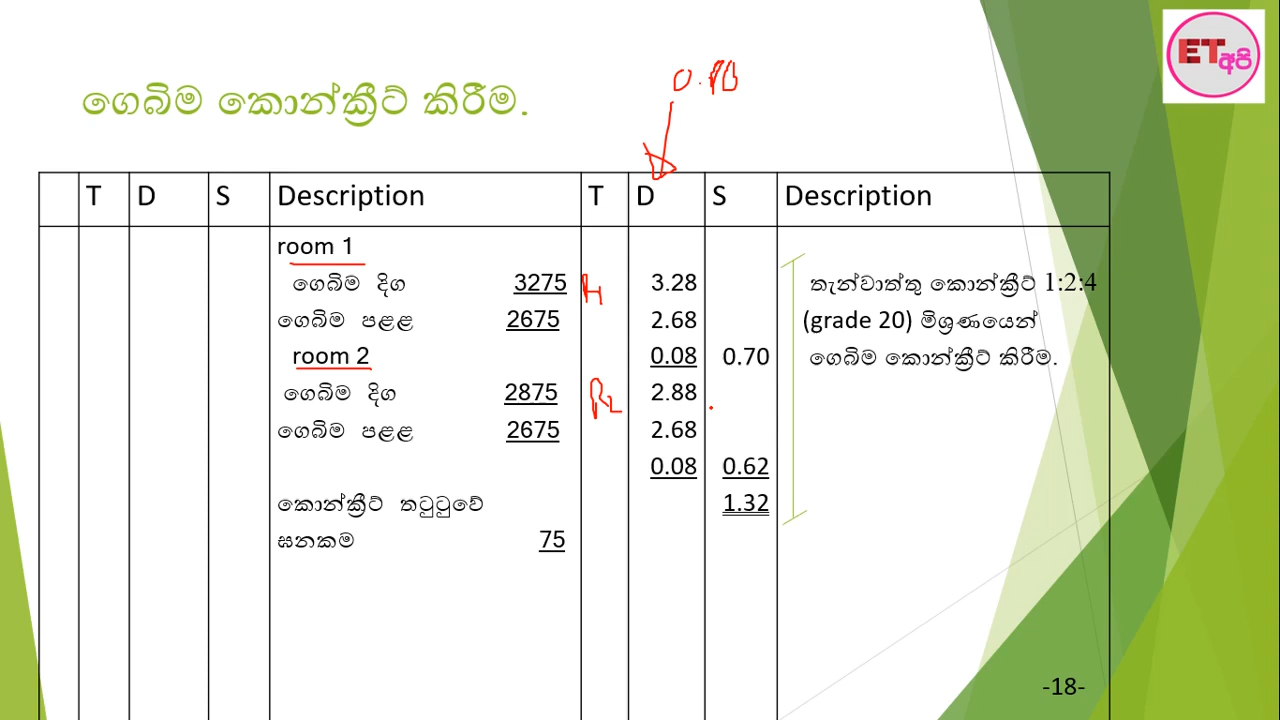 ET
අපි
ගෙබිම කොන්ක්‍රීට් කිරීම.
T D S Description T D S Description
room 1
ගෙබිම දිග 3275 3.28 තැන්වාත්තු කොන්ක්‍රීට් 1:2:4
ගෙබිම පළළ 2675 2.68 (grade 20) මිශ්‍රණයෙන්
room 2 0.08 0.70 ගෙබිම කොන්ක්‍රීට් කිරීම.
ගෙබිම දිග 2875 2.88
ගෙබිම පළළ 2675 2.68
0.08 0.62
කොන්ක්‍රීට් තට්ටුවේ 1.32
ඝනකම 75
-18-